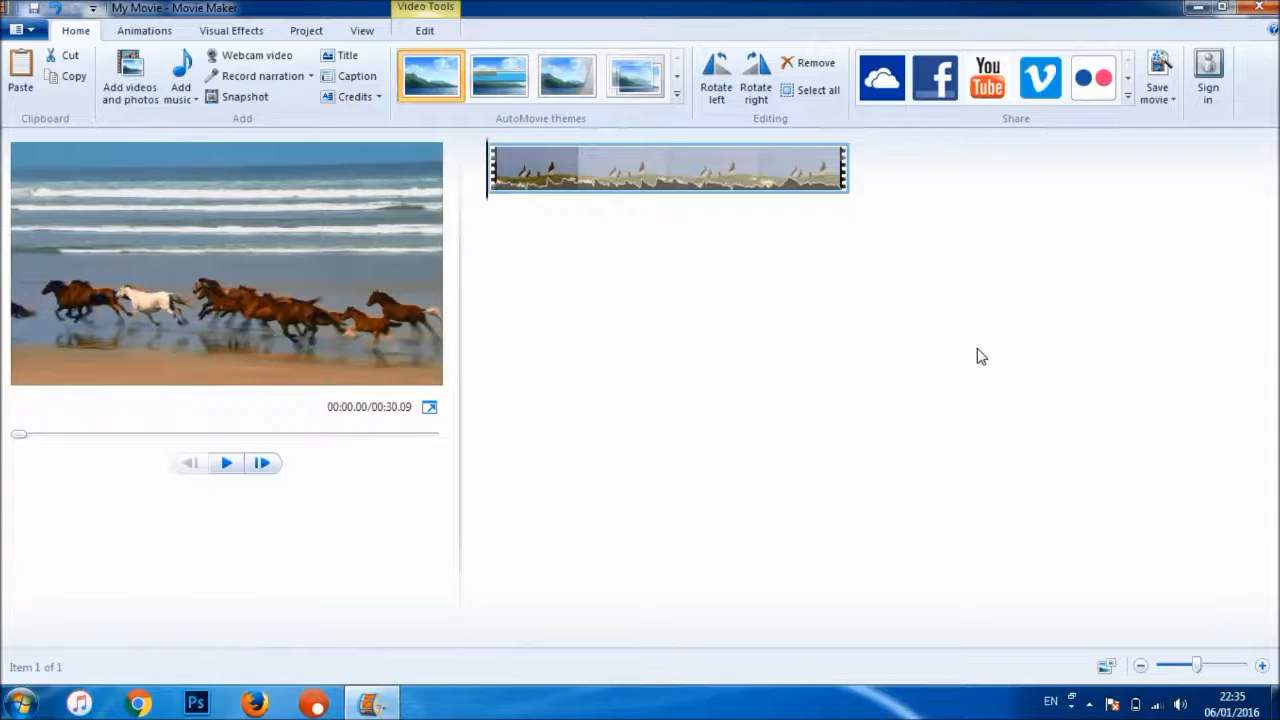 My Movie - Movie Maker
Video Tools
Home
Animations
Visual Effects
Project
View
Edit
Paste
Cut
Copy
Clipboard
Add videos
and photos
Add
music
Webcam video
Record narration
Snapshot
Title
Caption
Credits
Add
AutoMovie themes
Rotate
left
Rotate
right
Remove
Select all
Editing
You
Tube
Share
Save
movie
Sign
in
00:00.00/00:30.09
Item 1 of 1
Ps
EN
22:35
06/01/2016